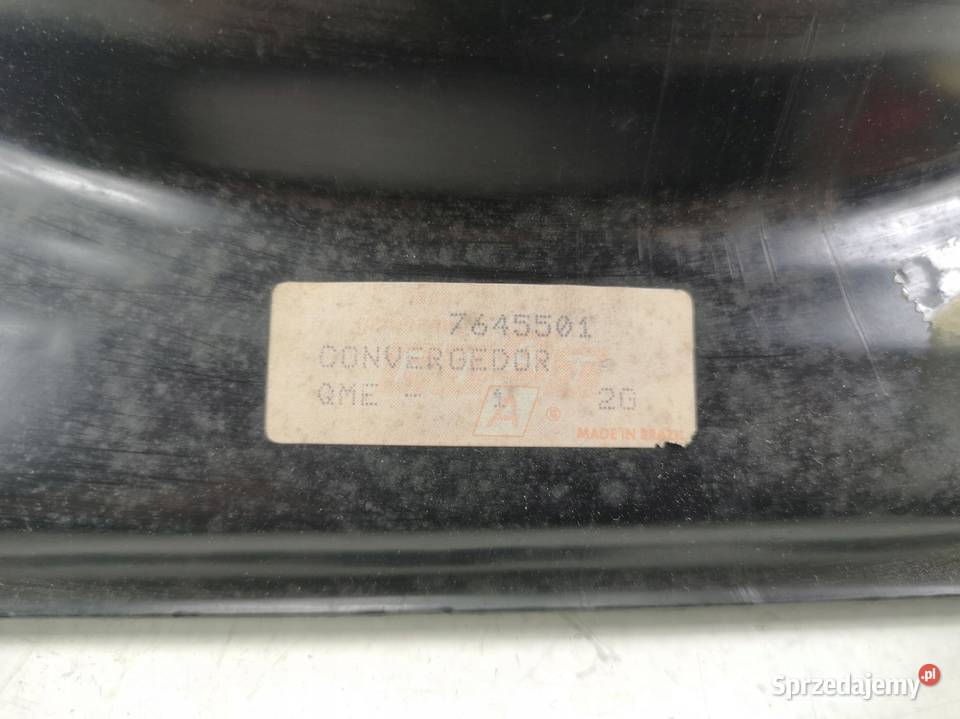 7645501
CONVERGEDOR
QME - 1 2G
A ©
MADE IN BRAZIL
Sprzedajemy.pl